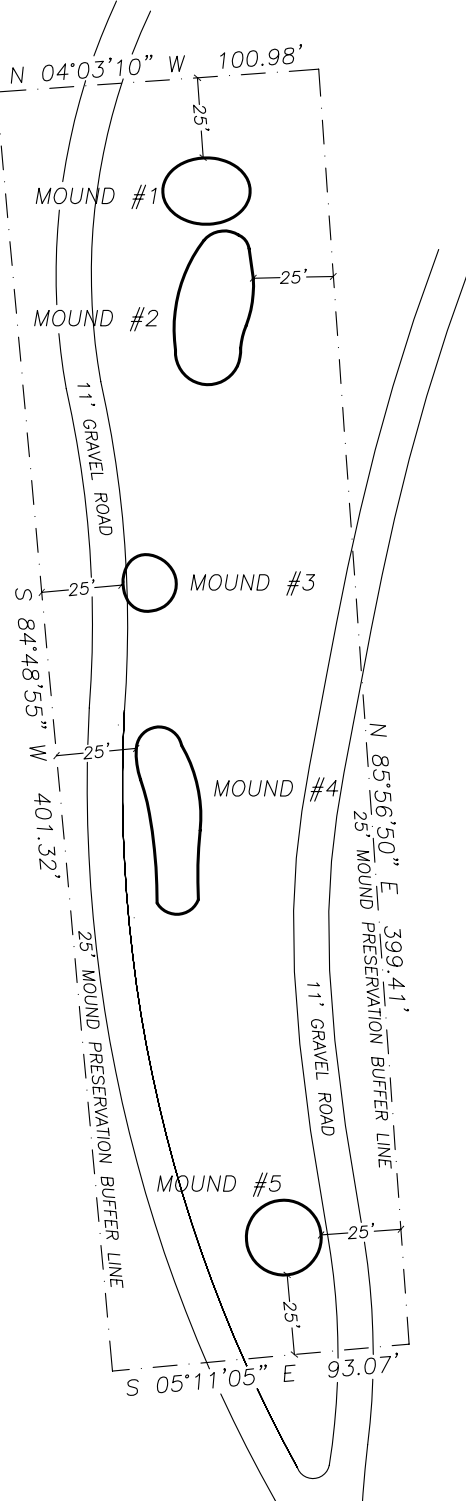 N 04°03'10" W 100.98'
25'
MOUND #1
25'
MOUND #2
11' GRAVEL ROAD
25'
MOUND #3
S 84°48'55" W 401.32'
25'
MOUND #4
N 85°56'50" E 399.41'
25' MOUND PRESERVATION BUFFER LINE
25' MOUND PRESERVATION BUFFER LINE
11' GRAVEL ROAD
MOUND #5
25'
25'
S 05°11'05" E 93.07'